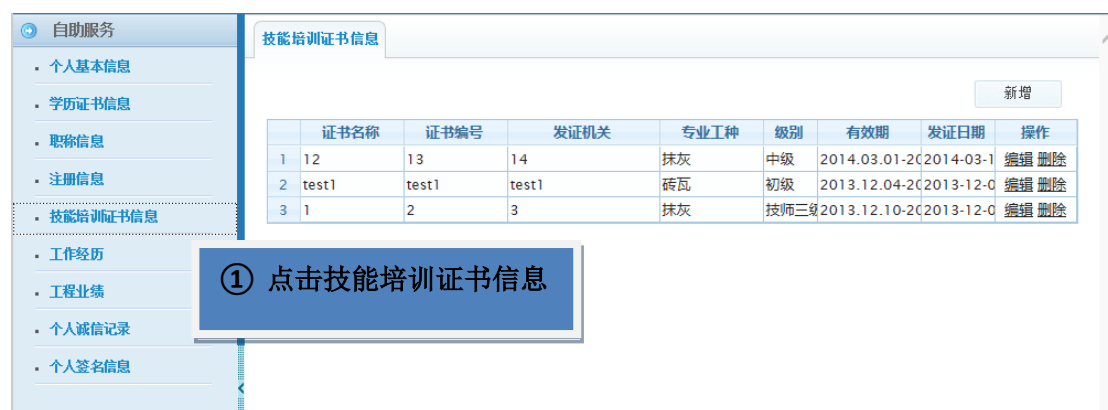 自助服务
个人基本信息
学历证书信息
职称信息
注册信息
技能培训证书信息
工作经历
工程业绩
个人诚信记录
个人签名信息
技能培训证书信息
新增
证书名称 证书编号 发证机关 专业工种 级别 有效期 发证日期 操作
1 12 13 14 抹灰 中级 2014.03.01-20 2014-03-1 编辑 删除
2 test1 test1 test1 砖瓦 初级 2013.12.04-20 2013-12-0 编辑 删除
3 1 2 3 抹灰 技师三级 2013.12.10-20 2013-12-0 编辑 删除
① 点击技能培训证书信息